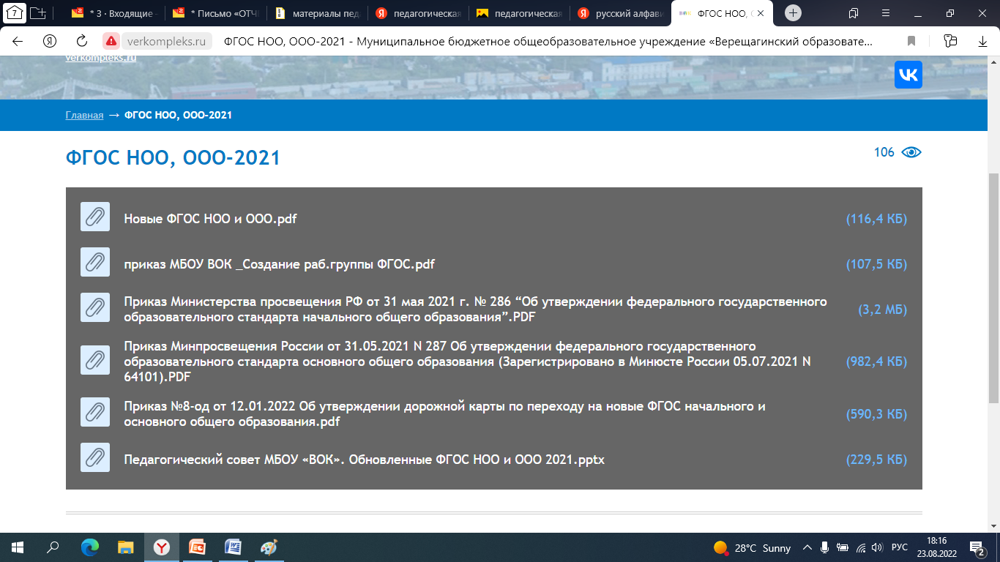 7
* 3 · Входящие -
* Письмо «ОТЧЕ
материалы пед
педагогическая
педагогическая
русский алфави
ФГОС НОО, О
verkompleks.ru
ФГОС НОО, ООО-2021 - Муниципальное бюджетное общеобразовательное учреждение «Верещагинский образовате...
verkompleks.ru
Главная → ФГОС НОО, ООО-2021
ФГОС НОО, ООО-2021
106
Новые ФГОС НОО и ООО.pdf
(116,4 КБ)
приказ МБОУ ВОК _Создание раб.группы ФГОС.pdf
(107,5 КБ)
Приказ Министерства просвещения РФ от 31 мая 2021 г. № 286 “Об утверждении федерального государственного
образовательного стандарта начального общего образования”.PDF
(3,2 МБ)
Приказ Минпросвещения России от 31.05.2021 N 287 Об утверждении федерального государственного
образовательного стандарта основного общего образования (Зарегистрировано в Минюсте России 05.07.2021 N
64101).PDF
(982,4 КБ)
Приказ №8-од от 12.01.2022 Об утверждении дорожной карты по переходу на новые ФГОС начального и
основного общего образования.pdf
(590,3 КБ)
Педагогический совет МБОУ «ВОК». Обновленные ФГОС НОО и ООО 2021.pptx
(229,5 КБ)
28°C Sunny
РУС
18:16
23.08.2022
2